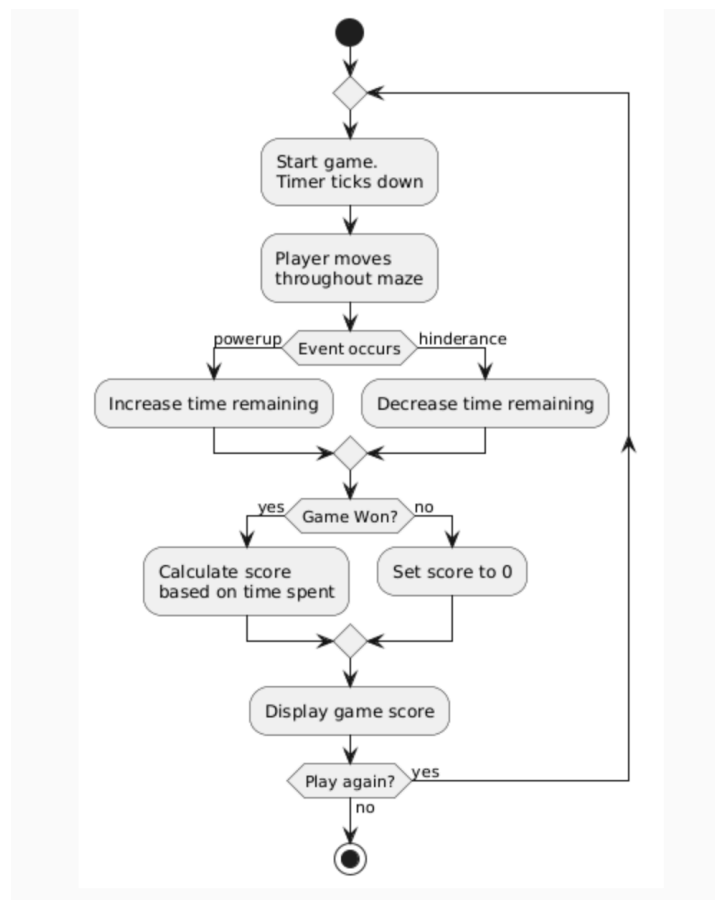 Start game.
Timer ticks down
Player moves
throughout maze
powerup
Event occurs
hinderance
Increase time remaining
Decrease time remaining
yes
Game Won?
no
Calculate score
based on time spent
Set score to 0
Display game score
Play again?
yes
no